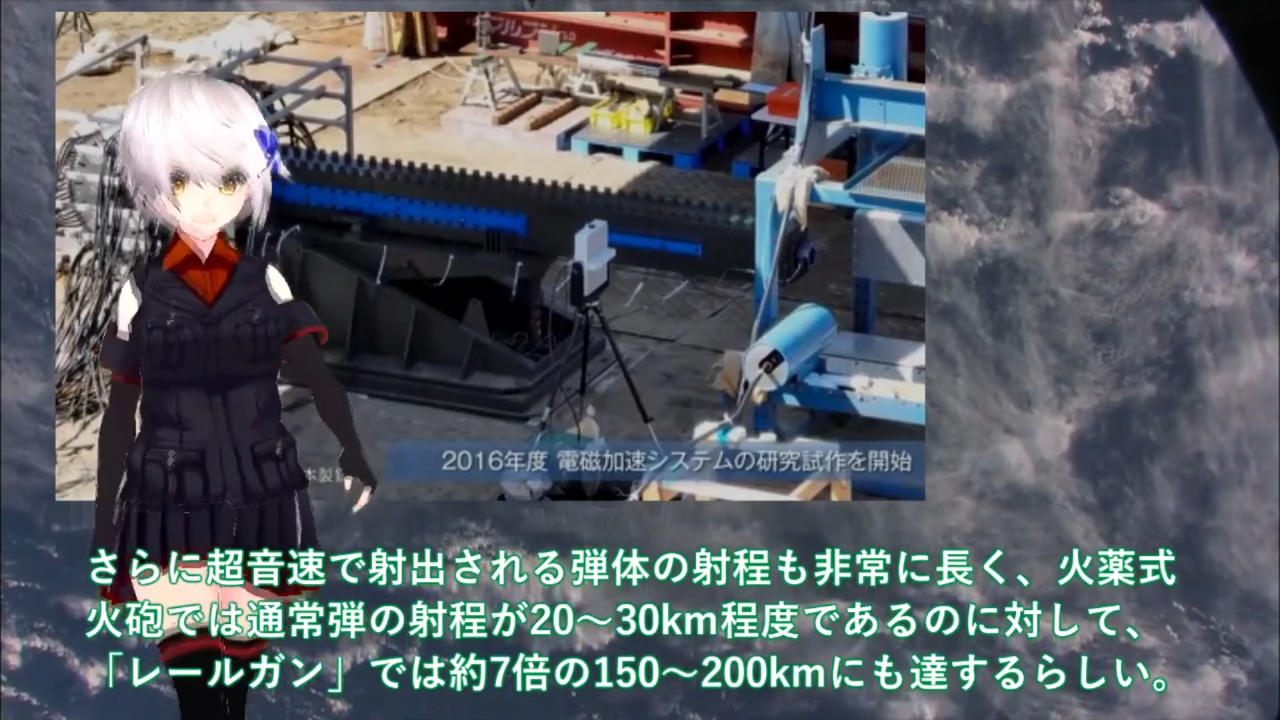 2016年度 電磁加速システムの研究試作を開始
さらに超音速で射出される弾体の射程も非常に長く、火薬式
火砲では通常弾の射程が20～30km程度であるのに対して、
「レールガン」では約7倍の150～200kmにも達するらしい。